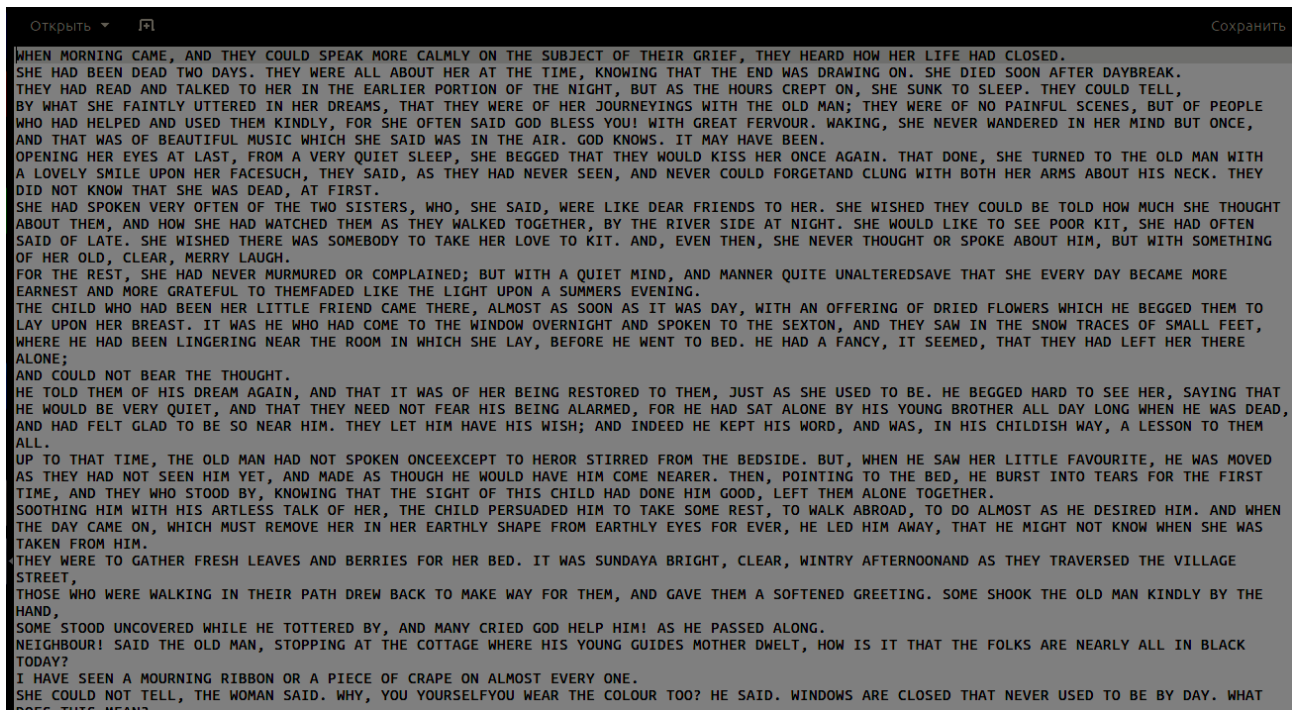 Открыть
Сохранить
WHEN MORNING CAME, AND THEY COULD SPEAK MORE CALMLY ON THE SUBJECT OF THEIR GRIEF, THEY HEARD HOW HER LIFE HAD CLOSED.
SHE HAD BEEN DEAD TWO DAYS. THEY WERE ALL ABOUT HER AT THE TIME, KNOWING THAT THE END WAS DRAWING ON. SHE DIED SOON AFTER DAYBREAK.
THEY HAD READ AND TALKED TO HER IN THE EARLIER PORTION OF THE NIGHT, BUT AS THE HOURS CREPT ON, SHE SUNK TO SLEEP. THEY COULD TELL,
BY WHAT SHE FAINTLY UTTERED IN HER DREAMS, THAT THEY WERE OF HER JOURNEYINGS WITH THE OLD MAN; THEY WERE OF NO PAINFUL SCENES, BUT OF PEOPLE
WHO HAD HELPED AND USED THEM KINDLY, FOR SHE OFTEN SAID GOD BLESS YOU! WITH GREAT FERVOUR. WAKING, SHE NEVER WANDERED IN HER MIND BUT ONCE,
AND THAT WAS OF BEAUTIFUL MUSIC WHICH SHE SAID WAS IN THE AIR. GOD KNOWS. IT MAY HAVE BEEN.
OPENING HER EYES AT LAST, FROM A VERY QUIET SLEEP, SHE BEGGED THAT THEY WOULD KISS HER ONCE AGAIN. THAT DONE, SHE TURNED TO THE OLD MAN WITH
A LOVELY SMILE UPON HER FACESUCH, THEY SAID, AS THEY HAD NEVER SEEN, AND NEVER COULD FORGETAND CLUNG WITH BOTH HER ARMS ABOUT HIS NECK. THEY
DID NOT KNOW THAT SHE WAS DEAD, AT FIRST.
SHE HAD SPOKEN VERY OFTEN OF THE TWO SISTERS, WHO, SHE SAID, WERE LIKE DEAR FRIENDS TO HER. SHE WISHED THEY COULD BE TOLD HOW MUCH SHE THOUGHT
ABOUT THEM, AND HOW SHE HAD WATCHED THEM AS THEY WALKED TOGETHER, BY THE RIVER SIDE AT NIGHT. SHE WOULD LIKE TO SEE POOR KIT, SHE HAD OFTEN
SAID OF LATE. SHE WISHED THERE WAS SOMEBODY TO TAKE HER LOVE TO KIT. AND, EVEN THEN, SHE NEVER THOUGHT OR SPOKE ABOUT HIM, BUT WITH SOMETHING
OF HER OLD, CLEAR, MERRY LAUGH.
FOR THE REST, SHE HAD NEVER MURMURED OR COMPLAINED; BUT WITH A QUIET MIND, AND MANNER QUITE UNALTEREDSAVE THAT SHE EVERY DAY BECAME MORE
EARNEST AND MORE GRATEFUL TO THEMFADED LIKE THE LIGHT UPON A SUMMERS EVENING.
THE CHILD WHO HAD BEEN HER LITTLE FRIEND CAME THERE, ALMOST AS SOON AS IT WAS DAY, WITH AN OFFERING OF DRIED FLOWERS WHICH HE BEGGED THEM TO
LAY UPON HER BREAST. IT WAS HE WHO HAD COME TO THE WINDOW OVERNIGHT AND SPOKEN TO THE SEXTON, AND THEY SAW IN THE SNOW TRACES OF SMALL FEET,
WHERE HE HAD BEEN LINGERING NEAR THE ROOM IN WHICH SHE LAY, BEFORE HE WENT TO BED. HE HAD A FANCY, IT SEEMED, THAT THEY HAD LEFT HER THERE
ALONE;
AND COULD NOT BEAR THE THOUGHT.
HE TOLD THEM OF HIS DREAM AGAIN, AND THAT IT WAS OF HER BEING RESTORED TO THEM, JUST AS SHE USED TO BE. HE BEGGED HARD TO SEE HER, SAYING THAT
HE WOULD BE VERY QUIET, AND THAT THEY NEED NOT FEAR HIS BEING ALARMED, FOR HE HAD SAT ALONE BY HIS YOUNG BROTHER ALL DAY LONG WHEN HE WAS DEAD,
AND HAD FELT GLAD TO BE SO NEAR HIM. THEY LET HIM HAVE HIS WISH; AND INDEED HE KEPT HIS WORD, AND WAS, IN HIS CHILDISH WAY, A LESSON TO THEM
ALL.
UP TO THAT TIME, THE OLD MAN HAD NOT SPOKEN ONCEEXCEPT TO HEROR STIRRED FROM THE BEDSIDE. BUT, WHEN HE SAW HER LITTLE FAVOURITE, HE WAS MOVED
AS THEY HAD NOT SEEN HIM YET, AND MADE AS THOUGH HE WOULD HAVE HIM COME NEARER. THEN, POINTING TO THE BED, HE BURST INTO TEARS FOR THE FIRST
TIME, AND THEY WHO STOOD BY, KNOWING THAT THE SIGHT OF THIS CHILD HAD DONE HIM GOOD, LEFT THEM ALONE TOGETHER.
SOOTHING HIM WITH HIS ARTLESS TALK OF HER, THE CHILD PERSUADED HIM TO TAKE SOME REST, TO WALK ABROAD, TO DO ALMOST AS HE DESIRED HIM. AND WHEN
THE DAY CAME ON, WHICH MUST REMOVE HER IN HER EARTHLY SHAPE FROM EARTHLY EYES FOR EVER, HE LED HIM AWAY, THAT HE MIGHT NOT KNOW WHEN SHE WAS
TAKEN FROM HIM.
THEY WERE TO GATHER FRESH LEAVES AND BERRIES FOR HER BED. IT WAS SUNDAYA BRIGHT, CLEAR, WINTRY AFTERNOONAND AS THEY TRAVERSED THE VILLAGE
STREET,
THOSE WHO WERE WALKING IN THEIR PATH DREW BACK TO MAKE WAY FOR THEM, AND GAVE THEM A SOFTENED GREETING. SOME SHOOK THE OLD MAN KINDLY BY THE
HAND,
SOME STOOD UNCOVERED WHILE HE TOTTERED BY, AND MANY CRIED GOD HELP HIM! AS HE PASSED ALONG.
NEIGHBOUR! SAID THE OLD MAN, STOPPING AT THE COTTAGE WHERE HIS YOUNG GUIDES MOTHER DWELT, HOW IS IT THAT THE FOLKS ARE NEARLY ALL IN BLACK
TODAY?
I HAVE SEEN A MOURNING RIBBON OR A PIECE OF CRAPE ON ALMOST EVERY ONE.
SHE COULD NOT TELL, THE WOMAN SAID. WHY, YOU YOURSELFYOU WEAR THE COLOUR TOO? HE SAID. WINDOWS ARE CLOSED THAT NEVER USED TO BE BY DAY. WHAT
DOES THIS MEAN?